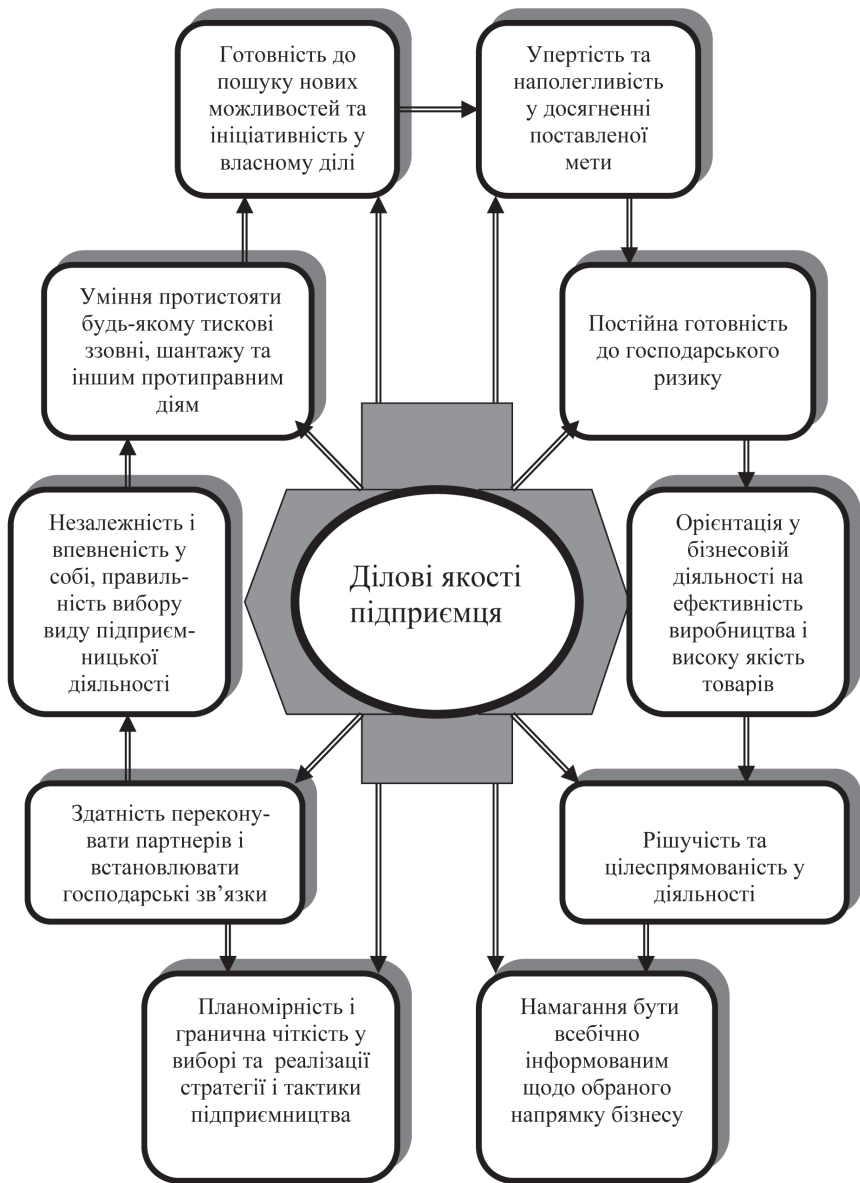 Готовність до
пошуку нових
можливостей та
ініціативність у
власному ділі
Упертість та
наполегливість
у досягненні
поставленої
мети
Уміння протистояти
будь-якому тискові
ззовні, шантажу та
іншим протиправним
діям
Постійна готовність
до господарського
ризику
Незалежність і
впевненість у
собі, правиль-
ність вибору
виду підприєм-
ницької
діяльності
Ділові якості
підприємця
Орієнтація у
бізнесовій
діяльності на
ефективність
виробництва і
високу якість
товарів
Здатність перекону-
вати партнерів і
встановлювати
господарські зв’язки
Рішучість та
цілеспрямованість у
діяльності
Планомірність і
гранична чіткість у
виборі та реалізації
стратегії і тактики
підприємництва
Намагання бути
всебічно
інформованим
щодо обраного
напрямку бізнесу